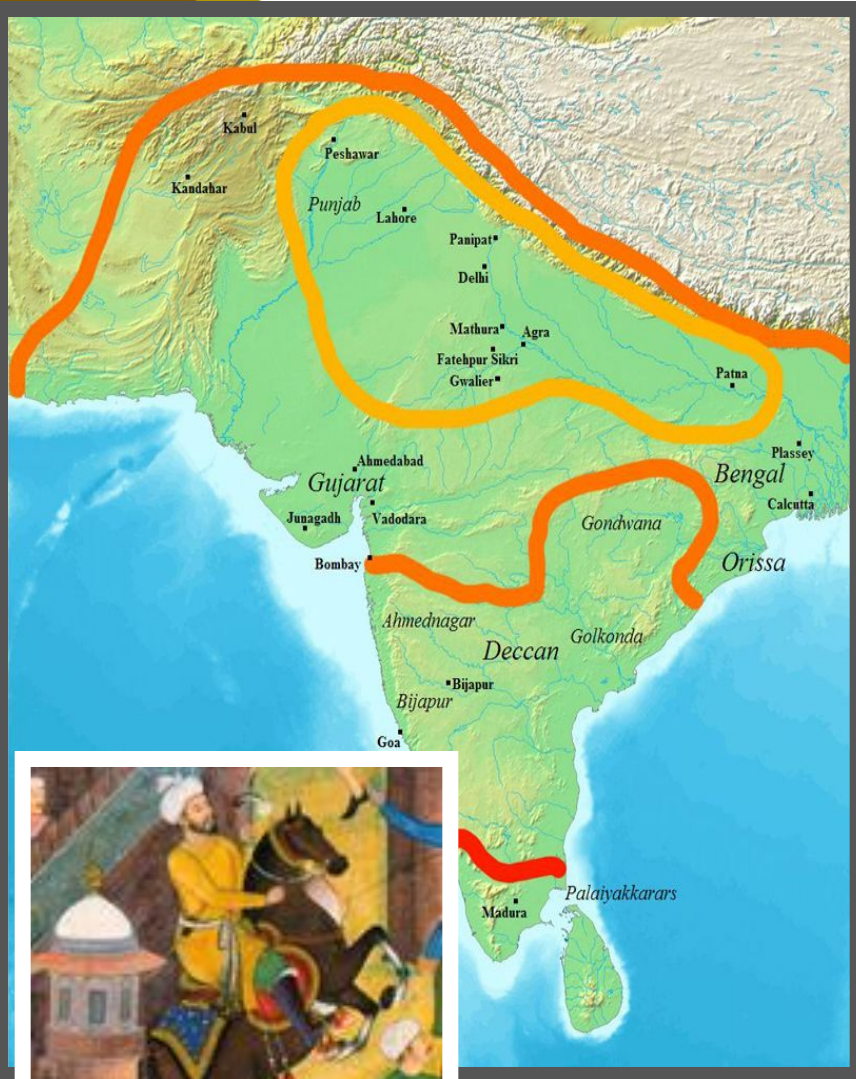 Kabul
Peshawar
Kandahar
Punjab
Lahore
Panipat
Delhi
Mathura
Agra
Fatehpur Sikri
Gwalier
Patna
Plassey
Ahmedabad
Bengal
Gujarat
Calcutta
Junagadh
Vadodara
Gondwana
Bombay
Orissa
Ahmednagar
Golkonda
Deccan
Bijapur
Bijapur
Goa
Palaiyakkarars
Madura